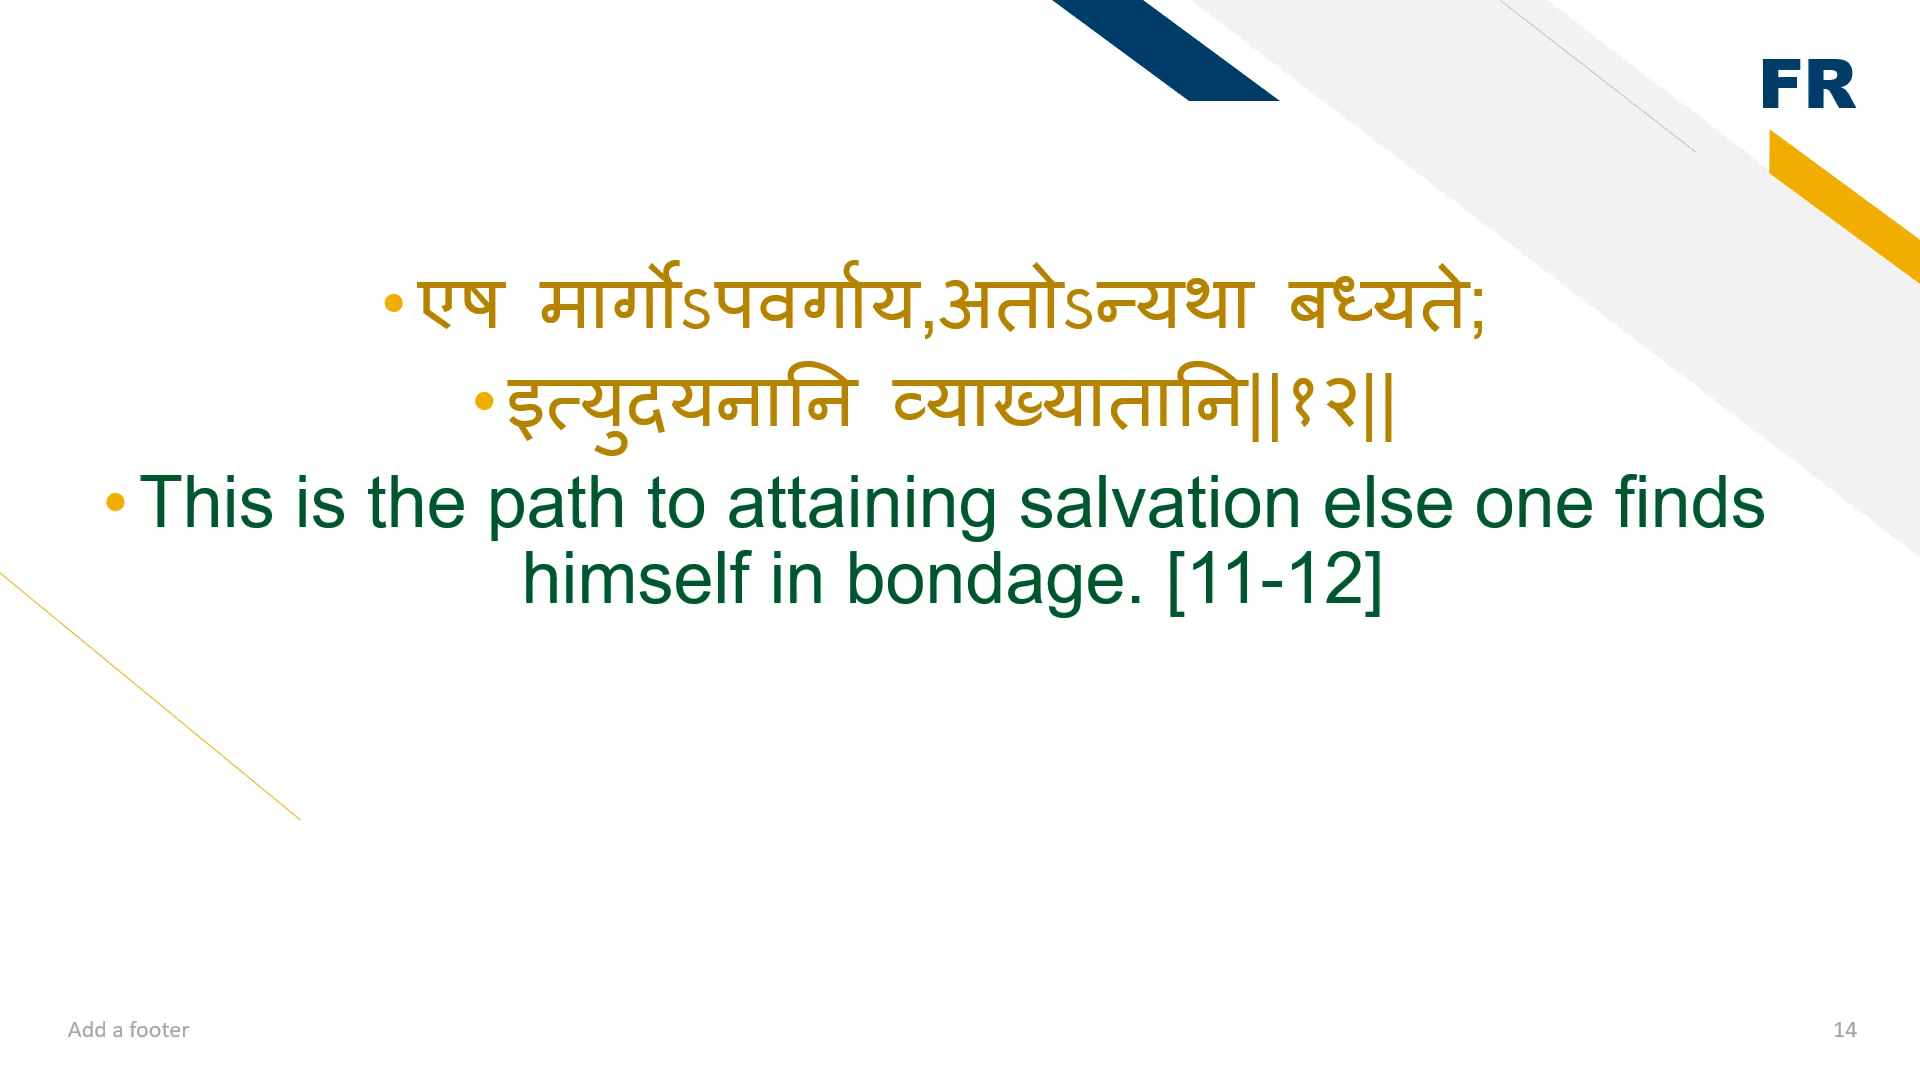 FR
• एष मार्गोऽपवर्गाय,अतोऽन्यथा बध्यते;
• इत्युदयनानि व्याख्यातानि||१२||
• This is the path to attaining salvation else one finds
himself in bondage. [11-12]
Add a footer
14